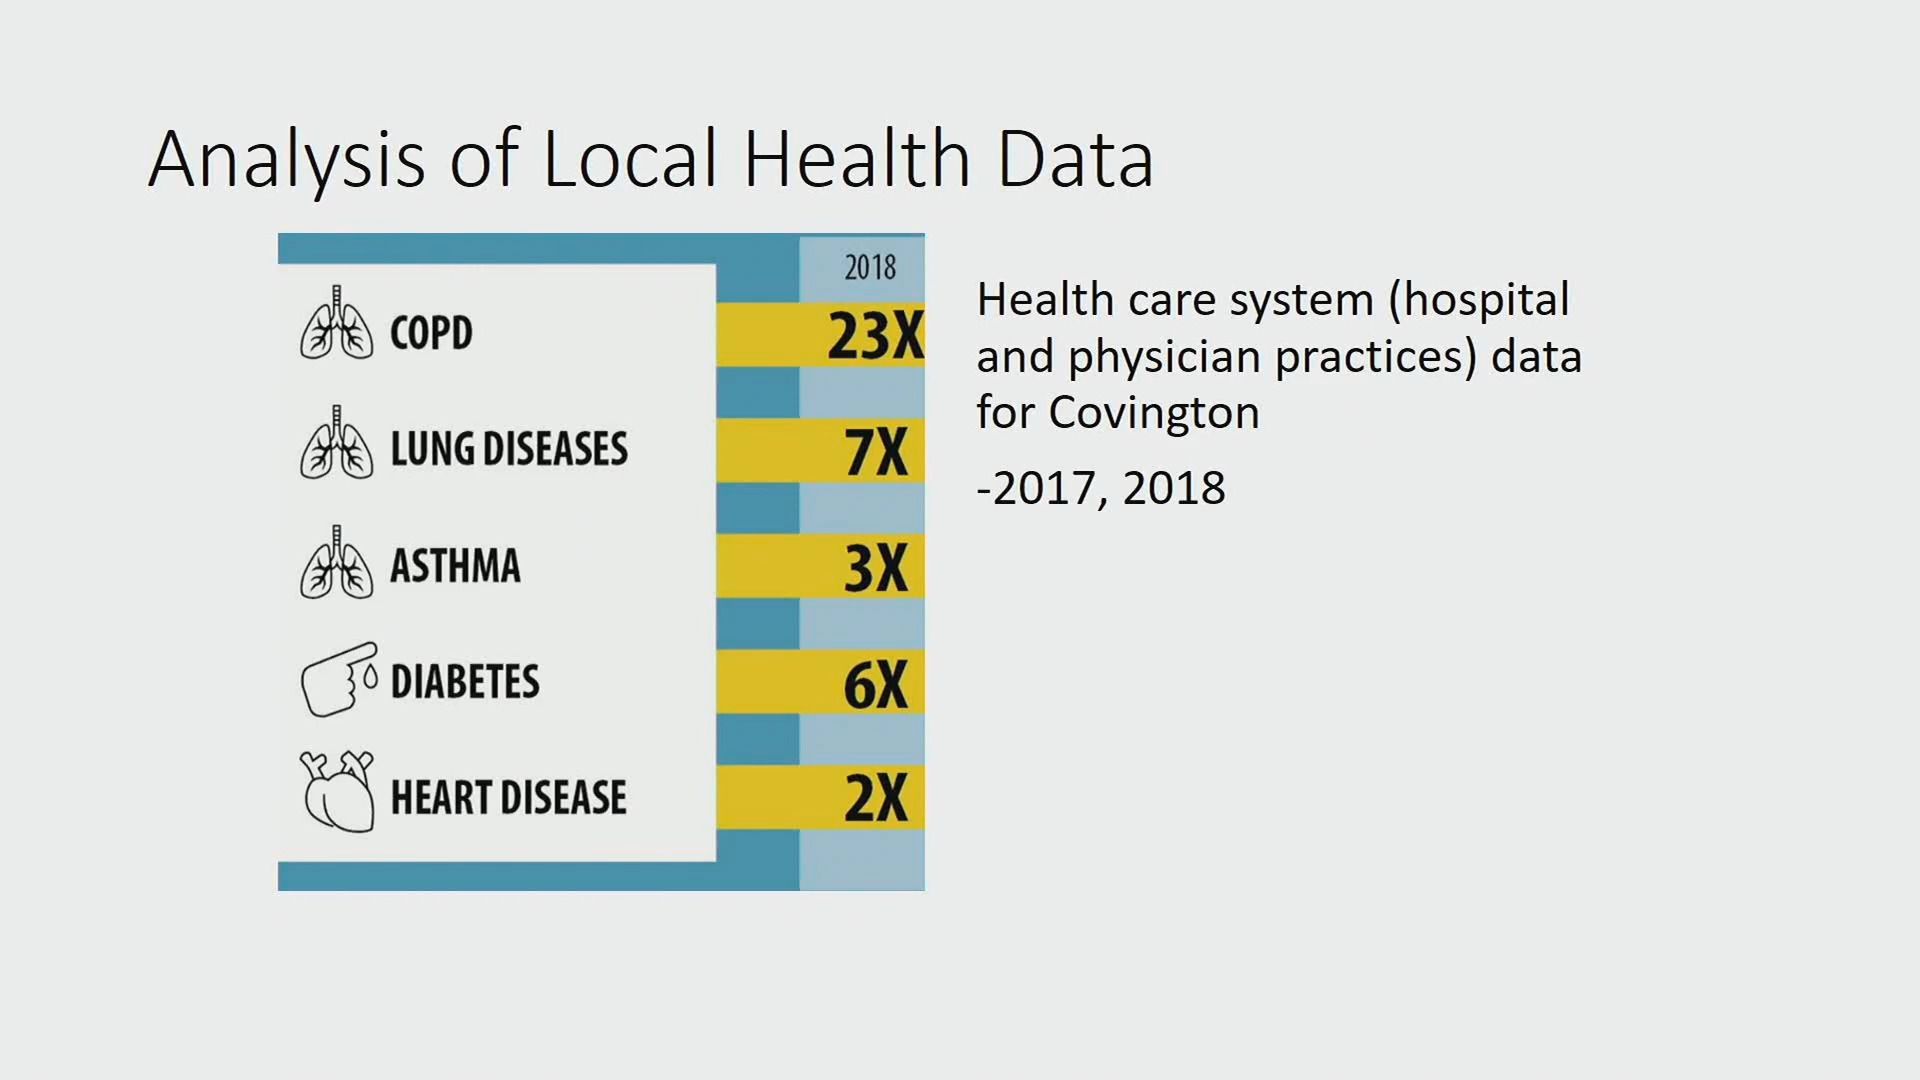 Analysis of Local Health Data
2018
COPD 23X
LUNG DISEASES 7X
ASTHMA 3X
DIABETES 6X
HEART DISEASE 2X
Health care system (hospital
and physician practices) data
for Covington
-2017, 2018